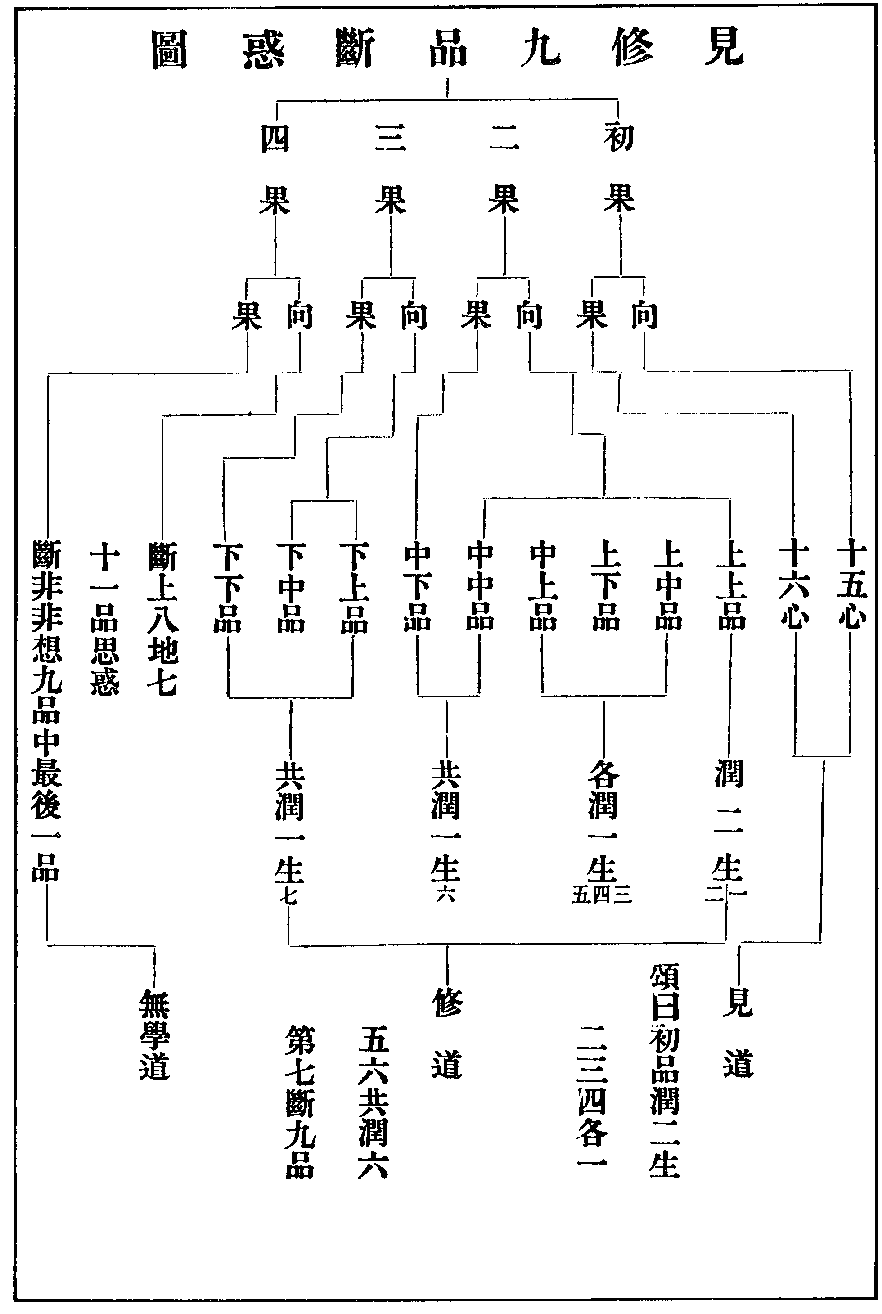 見修九品斷惑圖
初果
二果
三果
四果
向
果
向
果
向
果
向
果
十五心
十六心
上上品
上中品
上下品
中上品
中中品
中下品
下上品
下中品
下下品
斷上八地七
十一品思惑
斷非非想九品中最後一品
潤二生
一二
各潤一生
三四五
共潤一生
六
共潤一生
七
見道
頌曰初品潤二生
二三四各一
修道
五六共潤六
第七斷九品
無學道